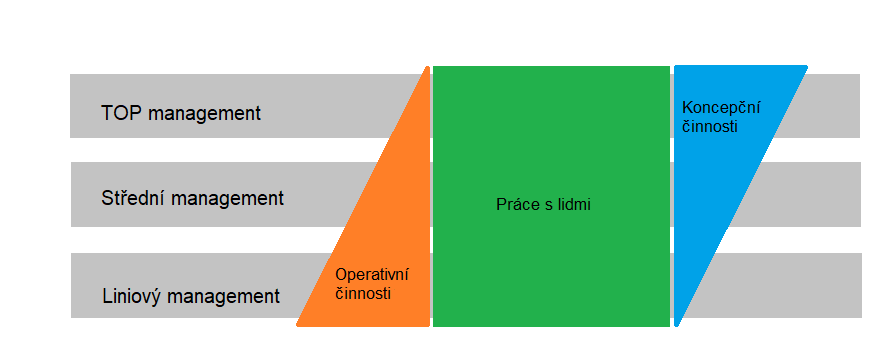 TOP management
Koncepční
činnosti
Střední management
Práce s lidmi
Operativní
činnosti
Liniový management